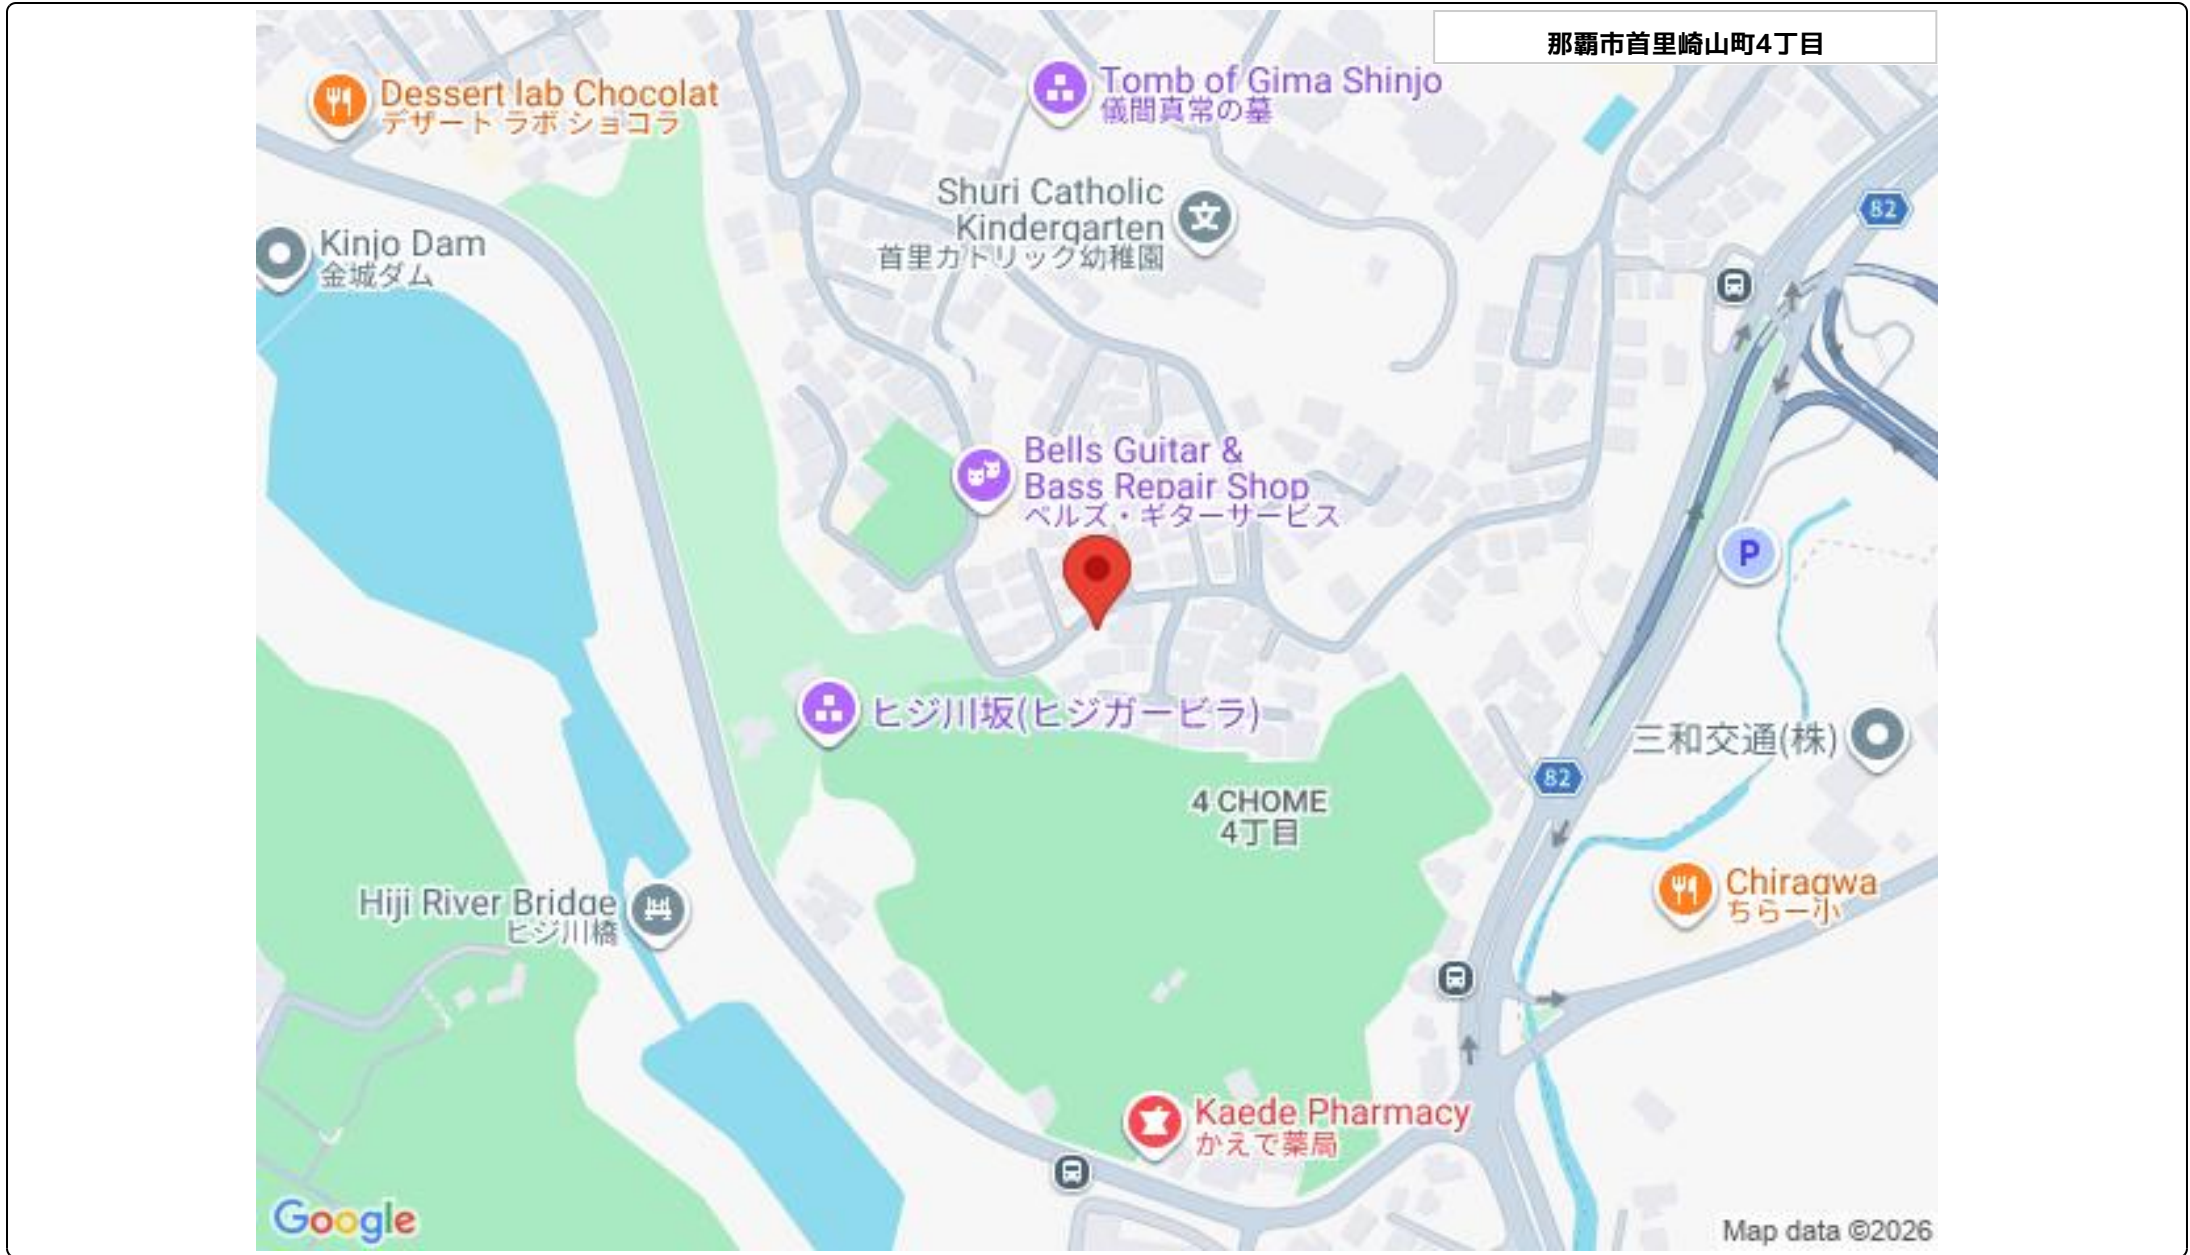 那覇市首里崎山町4丁目
Dessert lab Chocolat
デザート ラボ ショコラ
Tomb of Gima Shinjo
儀間真常の墓
Shuri Catholic
Kindergarten
首里カトリック幼稚園
82
Kinjo Dam
金城ダム
Bells Guitar &
Bass Repair Shop
ベルズ・ギターサービス
P
ヒジ川坂(ヒジガービラ)
三和交通(株)
82
4 CHOME
4丁目
Hiji River Bridge
ヒジ川橋
Chiragwa
ちらー小
Kaede Pharmacy
かえで薬局
Google
Map data ©2026
文